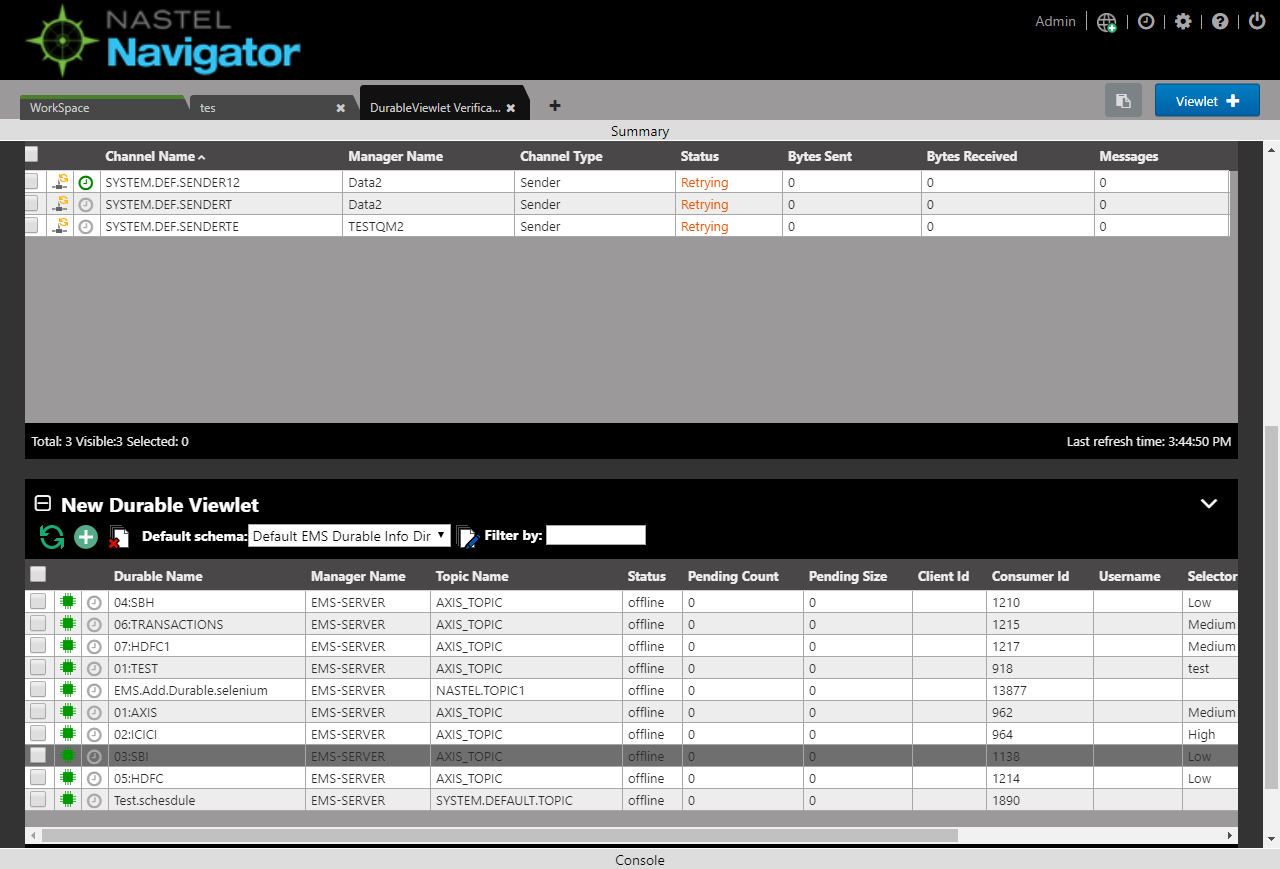 NASTEL
Navigator
Admin
WorkSpace tes DurableViewlet Verifica... Viewlet
Summary
Channel Name Manager Name Channel Type Status Bytes Sent Bytes Received Messages
SYSTEM.DEF.SENDER12 Data2 Sender Retrying 0 0 0
SYSTEM.DEF.SENDERT Data2 Sender Retrying 0 0 0
SYSTEM.DEF.SENDERTE TESTQM2 Sender Retrying 0 0 0
Total: 3 Visible:3 Selected: 0 Last refresh time: 3:44:50 PM
New Durable Viewlet
Default schema: Default EMS Durable Info Dir Filter by:
Durable Name Manager Name Topic Name Status Pending Count Pending Size Client Id Consumer Id Username Selector
04:SBH EMS-SERVER AXIS_TOPIC offline 0 0 1210 Low
06:TRANSACTIONS EMS-SERVER AXIS_TOPIC offline 0 0 1215 Medium
07:HDFC1 EMS-SERVER AXIS_TOPIC offline 0 0 1217 Medium
01:TEST EMS-SERVER AXIS_TOPIC offline 0 0 918 test
EMS.Add.Durable.selenium EMS-SERVER NASTEL.TOPIC1 offline 0 0 13877
01:AXIS EMS-SERVER AXIS_TOPIC offline 0 0 962 Medium
02:ICICI EMS-SERVER AXIS_TOPIC offline 0 0 964 High
03:SBI EMS-SERVER AXIS_TOPIC offline 0 0 1138 Low
05:HDFC EMS-SERVER AXIS_TOPIC offline 0 0 1214 Low
Test.schesdule EMS-SERVER SYSTEM.DEFAULT.TOPIC offline 0 0 1890
Console